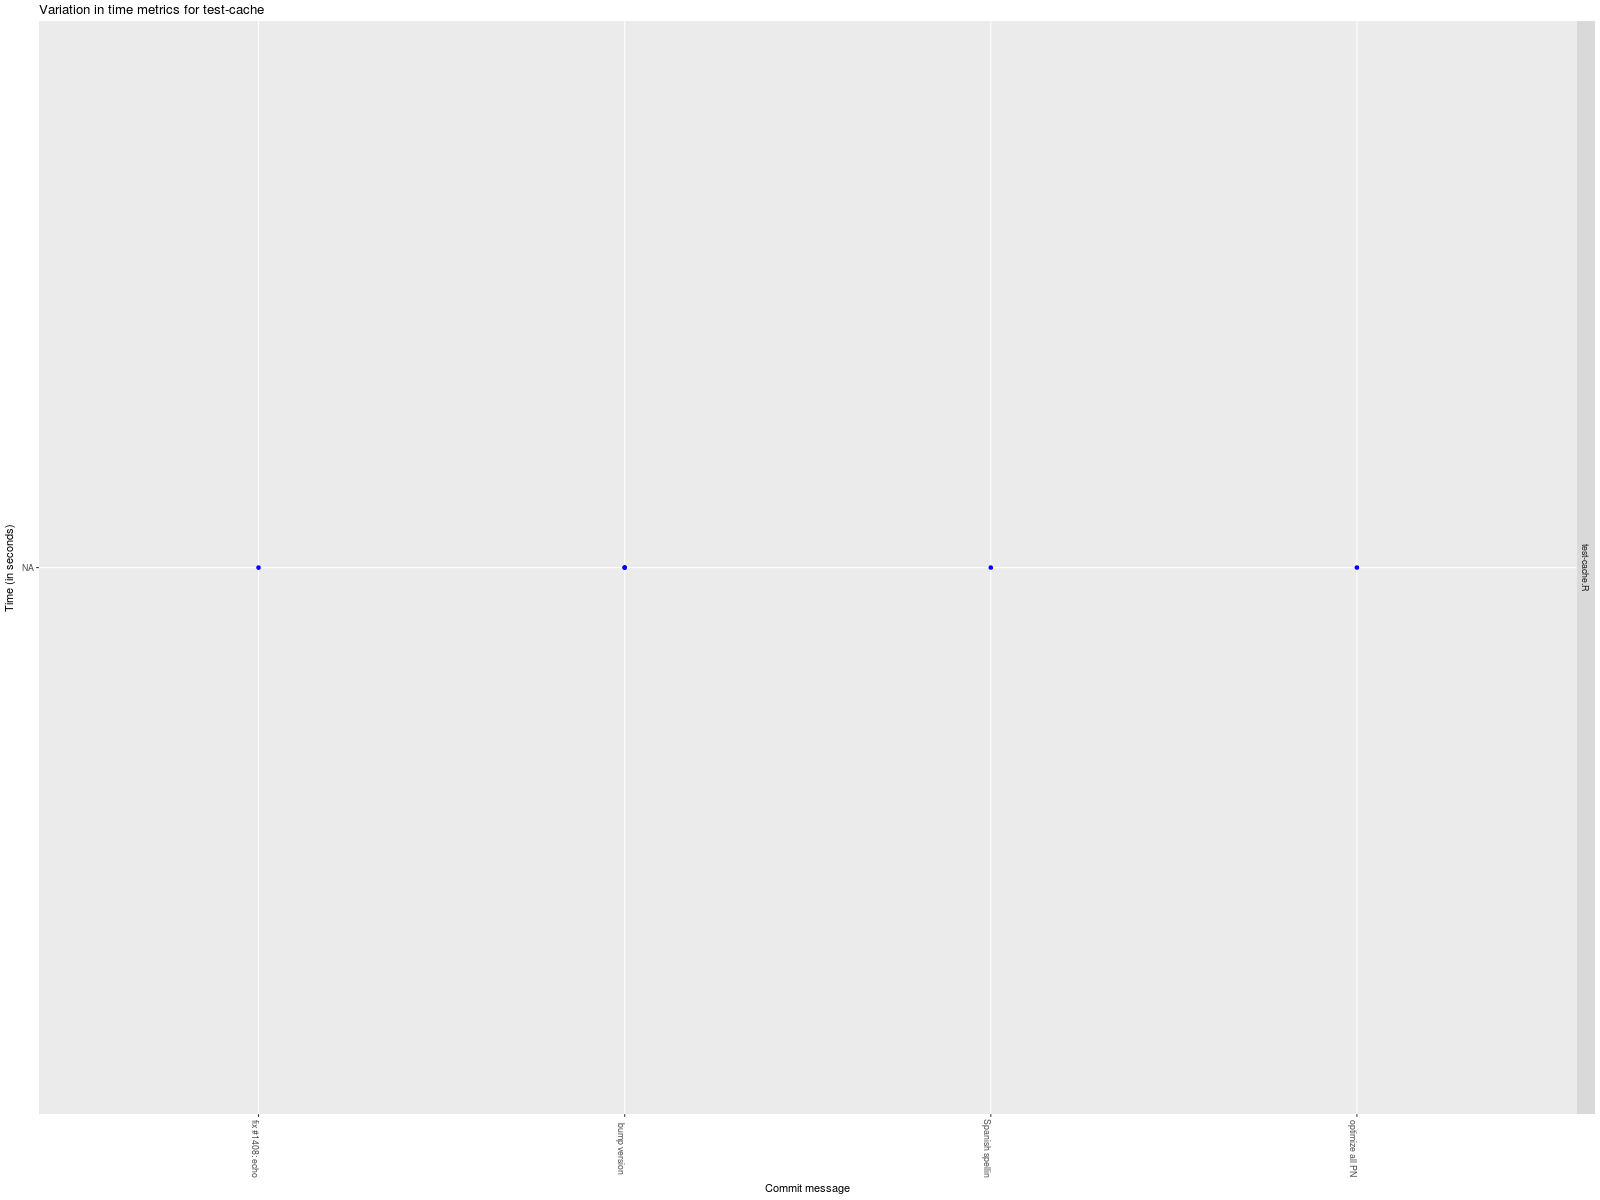 Variation in time metrics for test-cache
Time (in seconds)
NA
test-cache.R
fix #1408: echo
bump version
Spanish spellin
optimize all PN
Commit message